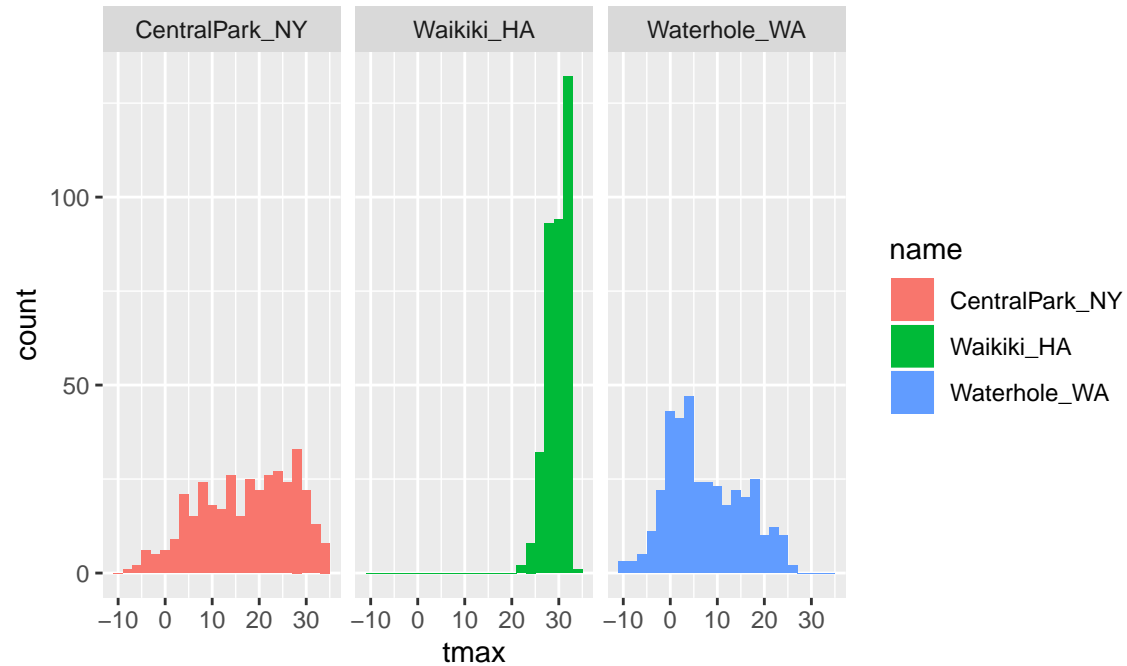 CentralPark_NY Waikiki_HA Waterhole_WA
100
50
0
count
−10 0 10 20 30 −10 0 10 20 30 −10 0 10 20 30
tmax
name
CentralPark_NY
Waikiki_HA
Waterhole_WA